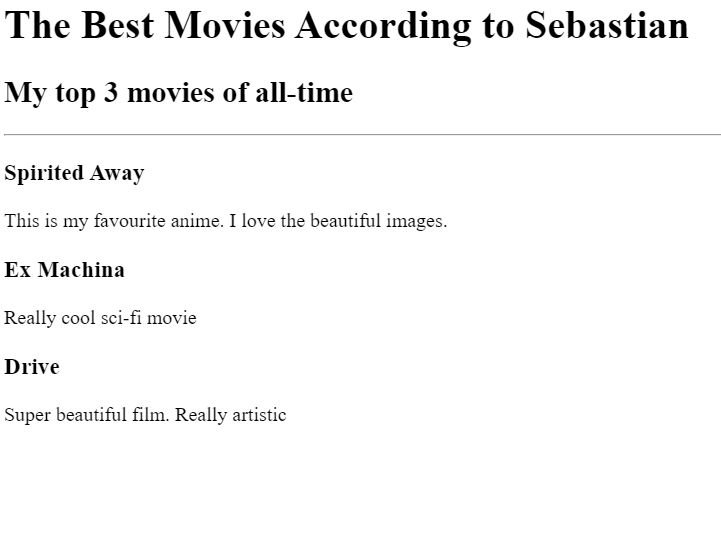 The Best Movies According to Sebastian
My top 3 movies of all-time
Spirited Away
This is my favourite anime. I love the beautiful images.
Ex Machina
Really cool sci-fi movie
Drive
Super beautiful film. Really artistic